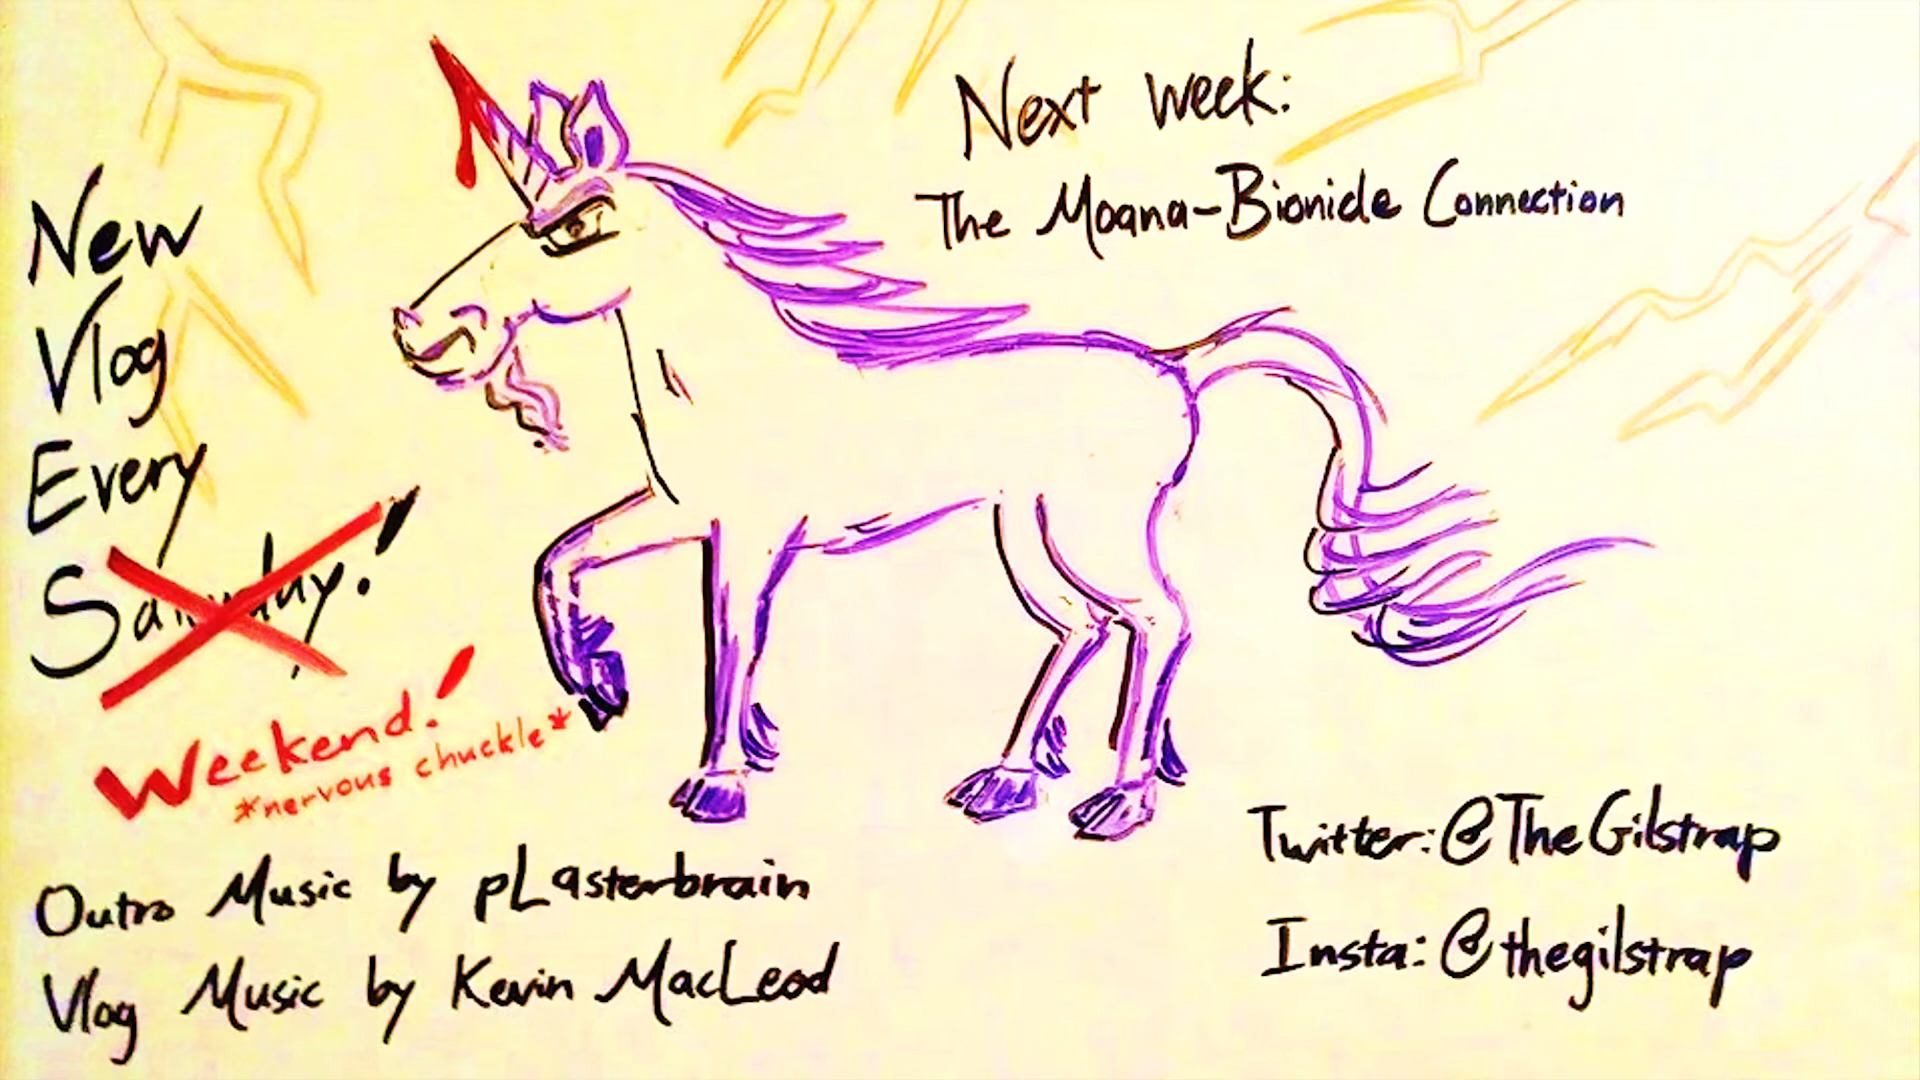 New
Vlog
Every
Saturday!
Weekend!
*nervous chuckle*
Next week:
The Moana-Bionicle Connection
Outro Music by pLasterbrain
Vlog Music by Kevin MacLeod
Twitter: @TheGilstrap
Insta: @thegilstrap